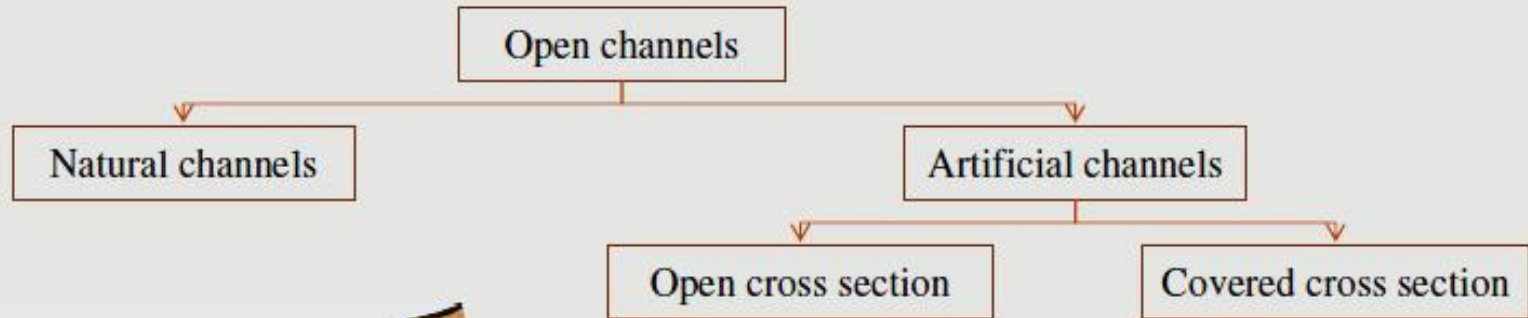 Open channels
Natural channels
Artificial channels
Open cross section
Covered cross section